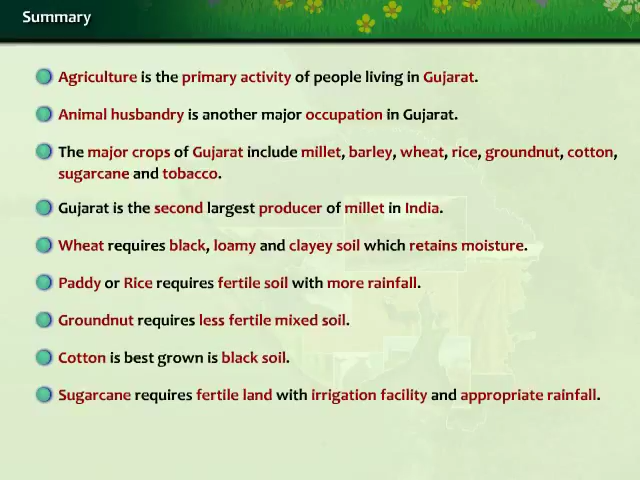 Summary
Agriculture is the primary activity of people living in Gujarat.
Animal husbandry is another major occupation in Gujarat.
The major crops of Gujarat include millet, barley, wheat, rice, groundnut, cotton,
sugarcane and tobacco.
Gujarat is the second largest producer of millet in India.
Wheat requires black, loamy and clayey soil which retains moisture.
Paddy or Rice requires fertile soil with more rainfall.
Groundnut requires less fertile mixed soil.
Cotton is best grown is black soil.
Sugarcane requires fertile land with irrigation facility and appropriate rainfall.